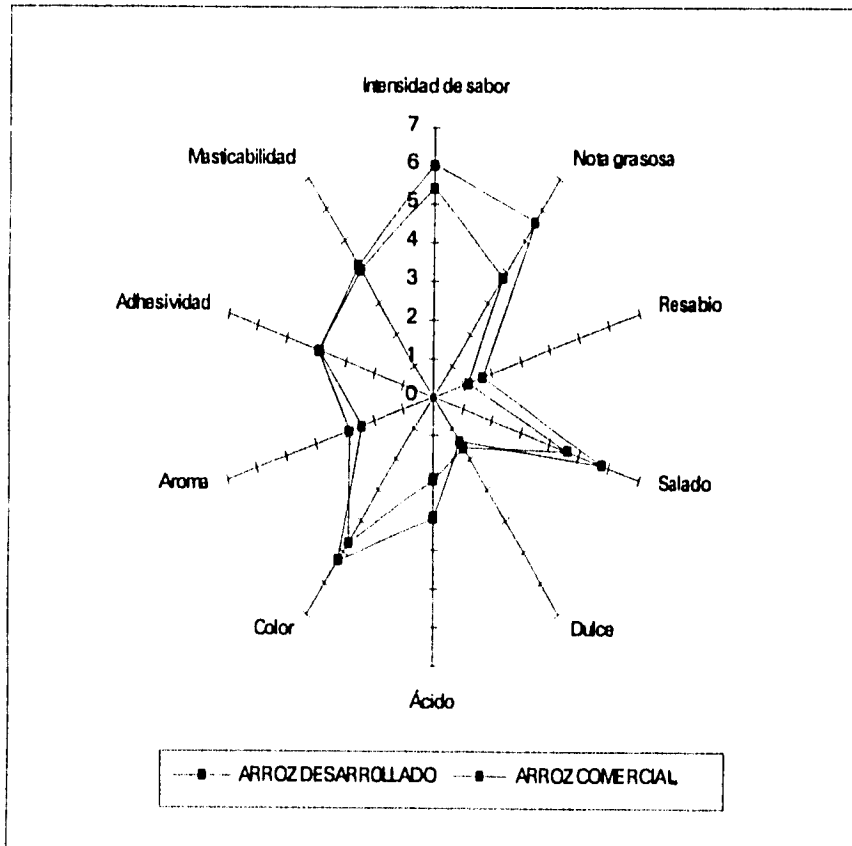 Intensidad de sabor
7
Masticabilidad
Nota grasosa
6
5
4
Adhesividad
Resabio
3
2
1
0
Aroma
Salado
Color
Dulce
Ácido
ARROZ DESARROLLADO
ARROZ COMERCIAL